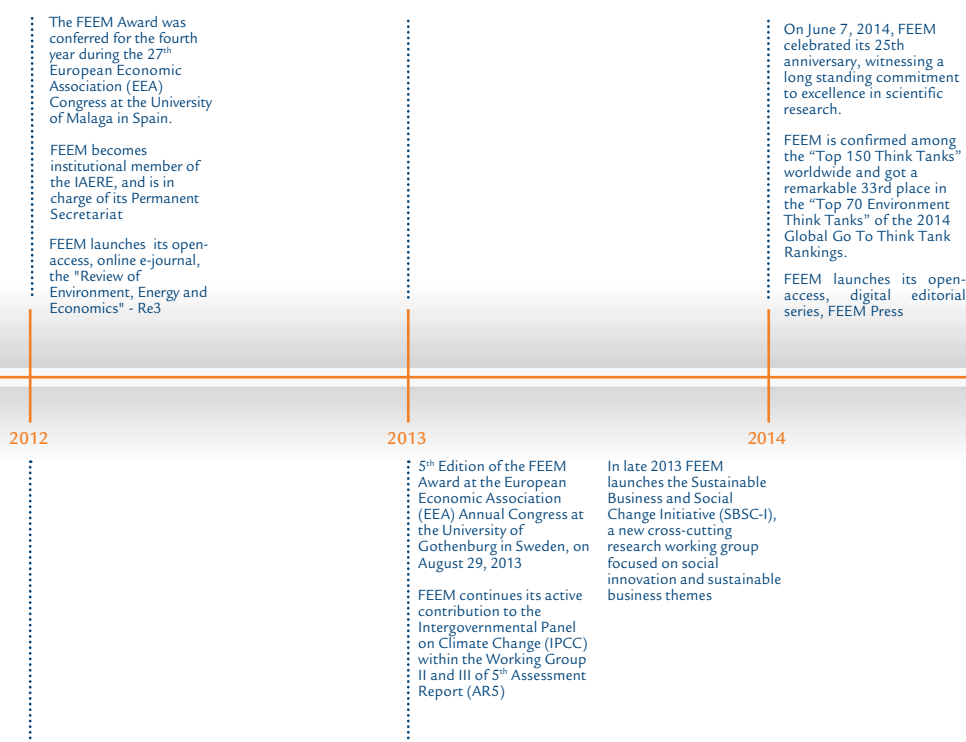 The FEEM Award was
conferred for the fourth
year during the 27th
European Economic
Association (EEA)
Congress at the University
of Malaga in Spain.
FEEM becomes
institutional member of
the IAERE, and is in
charge of its Permanent
Secretariat
FEEM launches its open-
access, online e-journal,
the "Review of
Environment, Energy and
Economics" - Re3
On June 7, 2014, FEEM
celebrated its 25th
anniversary, witnessing a
long standing commitment
to excellence in scientific
research.
FEEM is confirmed among
the “Top 150 Think Tanks”
worldwide and got a
remarkable 33rd place in
the “Top 70 Environment
Think Tanks” of the 2014
Global Go To Think Tank
Rankings.
FEEM launches its open-
access, digital editorial
series, FEEM Press
2012
2013
2014
5th Edition of the FEEM
Award at the European
Economic Association
(EEA) Annual Congress at
the University of
Gothenburg in Sweden, on
August 29, 2013
FEEM continues its active
contribution to the
Intergovernmental Panel
on Climate Change (IPCC)
within the Working Group
II and III of 5th Assessment
Report (AR5)
In late 2013 FEEM
launches the Sustainable
Business and Social
Change Initiative (SBSC-I),
a new cross-cutting
research working group
focused on social
innovation and sustainable
business themes